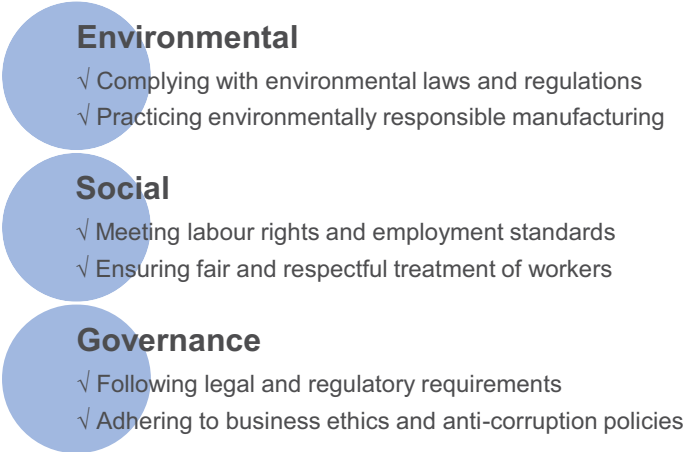 Environmental
√ Complying with environmental laws and regulations
√ Practicing environmentally responsible manufacturing
Social
√ Meeting labour rights and employment standards
√ Ensuring fair and respectful treatment of workers
Governance
√ Following legal and regulatory requirements
√ Adhering to business ethics and anti-corruption policies